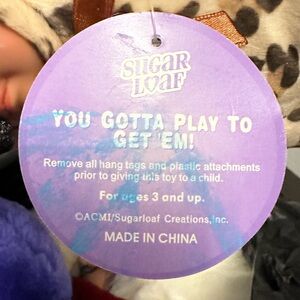 SUGAR
LOAF
YOU GOTTA PLAY TO
GET 'EM!
Remove all hang tags and plastic attachments
prior to giving this toy to a child.
For ages 3 and up.
©ACMI/Sugarloaf Creations, Inc.
MADE IN CHINA